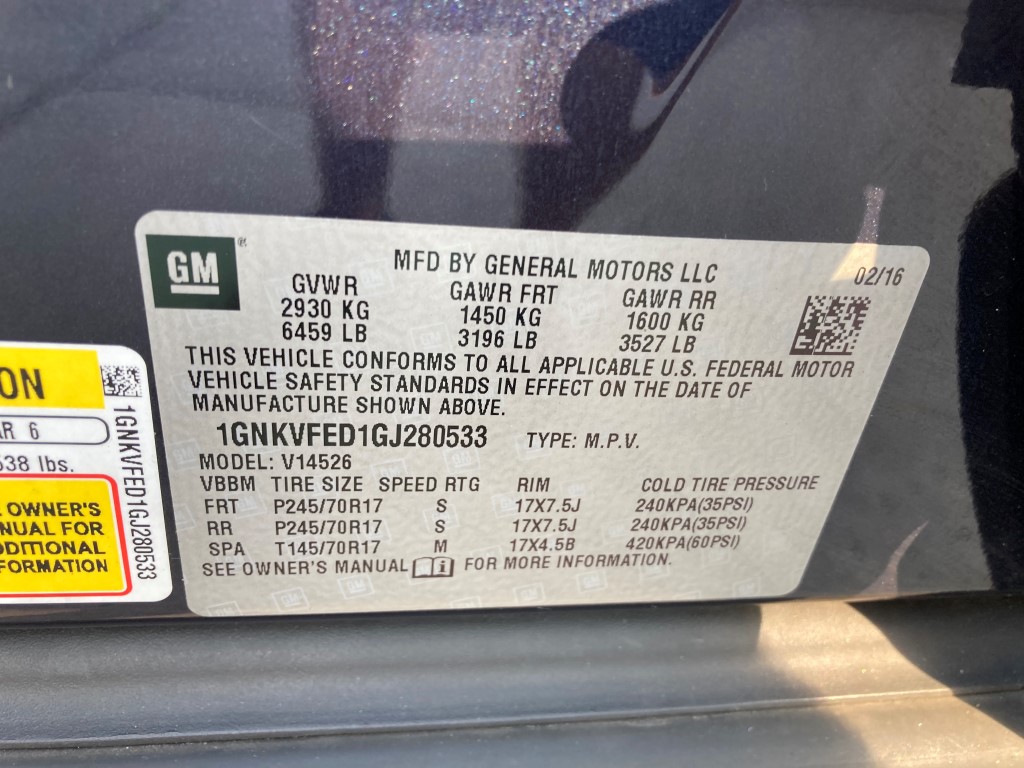 GM ®
MFD BY GENERAL MOTORS LLC 02/16
GVWR GAWR FRT GAWR RR
2930 KG 1450 KG 1600 KG
6459 LB 3196 LB 3527 LB
THIS VEHICLE CONFORMS TO ALL APPLICABLE U.S. FEDERAL MOTOR
VEHICLE SAFETY STANDARDS IN EFFECT ON THE DATE OF
MANUFACTURE SHOWN ABOVE.
1GNKVFED1GJ280533 TYPE: M.P.V.
MODEL: V14526
VBBM TIRE SIZE SPEED RTG RIM COLD TIRE PRESSURE
FRT P245/70R17 S 17X7.5J 240KPA(35PSI)
RR P245/70R17 S 17X7.5J 240KPA(35PSI)
SPA T145/70R17 M 17X4.5B 420KPA(60PSI)
SEE OWNER'S MANUAL i FOR MORE INFORMATION.
ON
AR 6
538 lbs.
OWNER'S
NUAL FOR
DDITIONAL
FORMATION
1GNKVFED1GJ280533